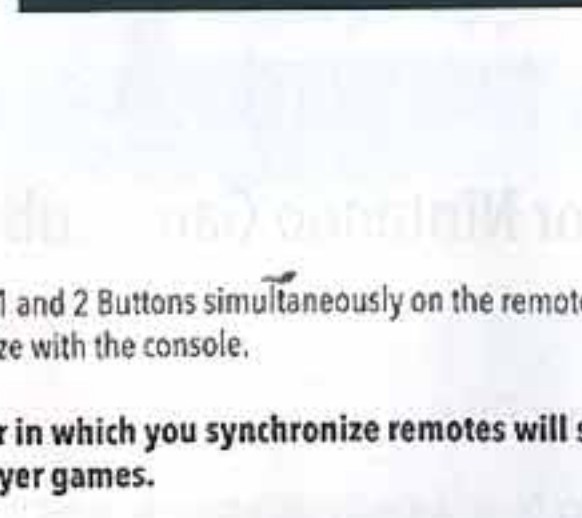 1 and 2 Buttons simultaneously on the remote
ze with the console.
r in which you synchronize remotes will s
yer games.